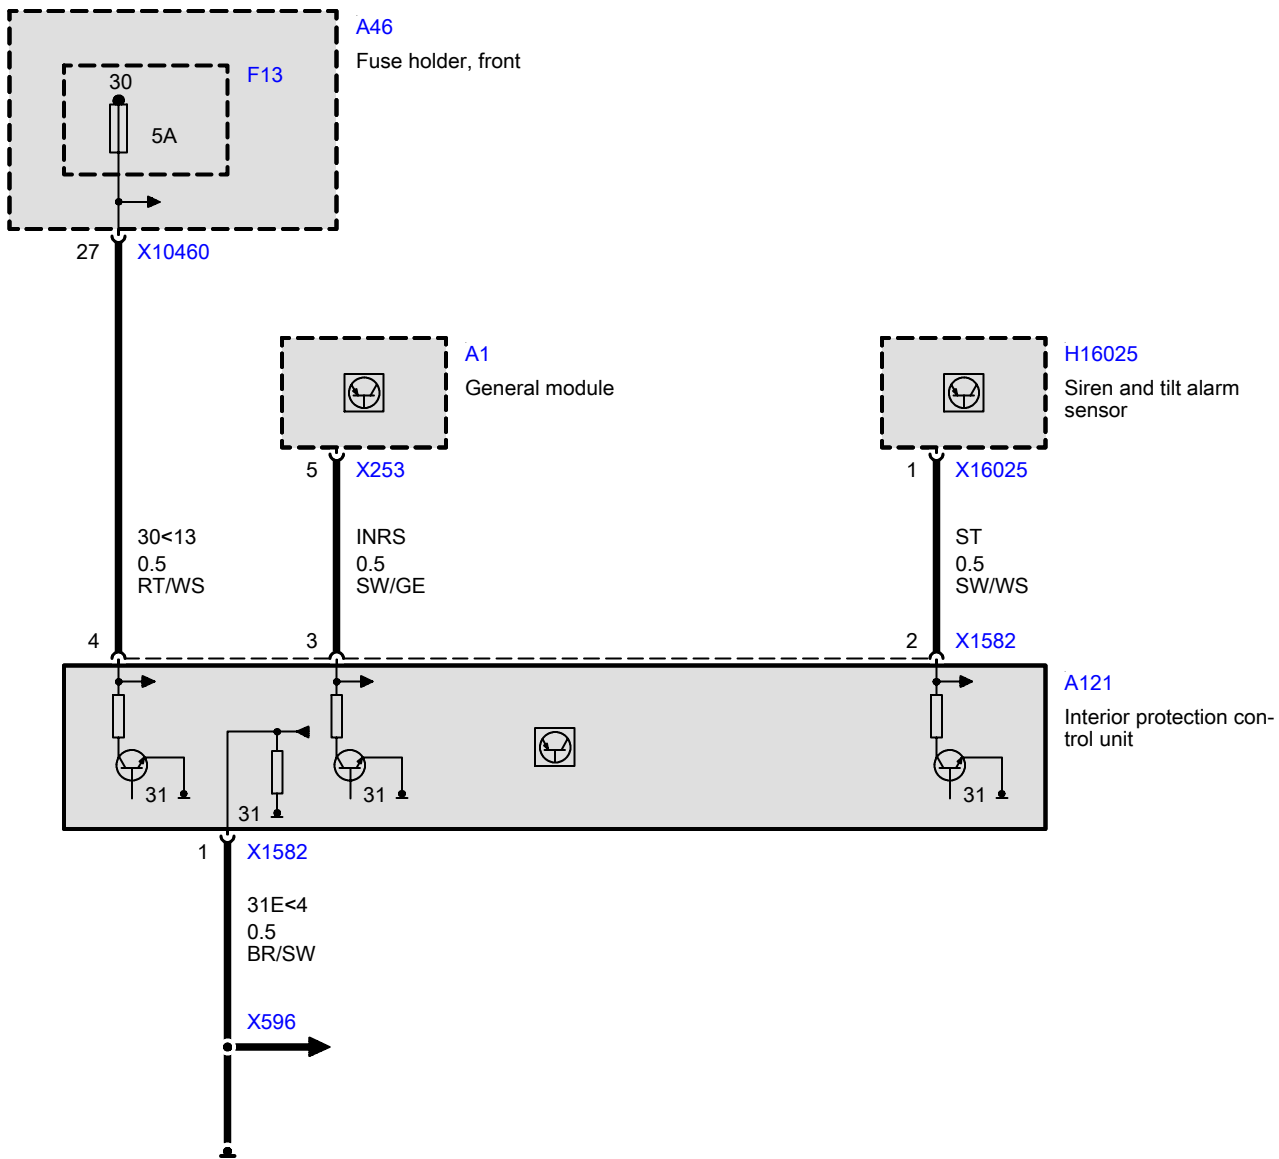 A46
Fuse holder, front
F13
30
5A
27 X10460
A1
General module
H16025
Siren and tilt alarm
sensor
5 X253
1 X16025
30<13
0.5
RT/WS
INRS
0.5
SW/GE
ST
0.5
SW/WS
4
3
2 X1582
A121
Interior protection con-
trol unit
31
31
31
31
1 X1582
31E<4
0.5
BR/SW
X596